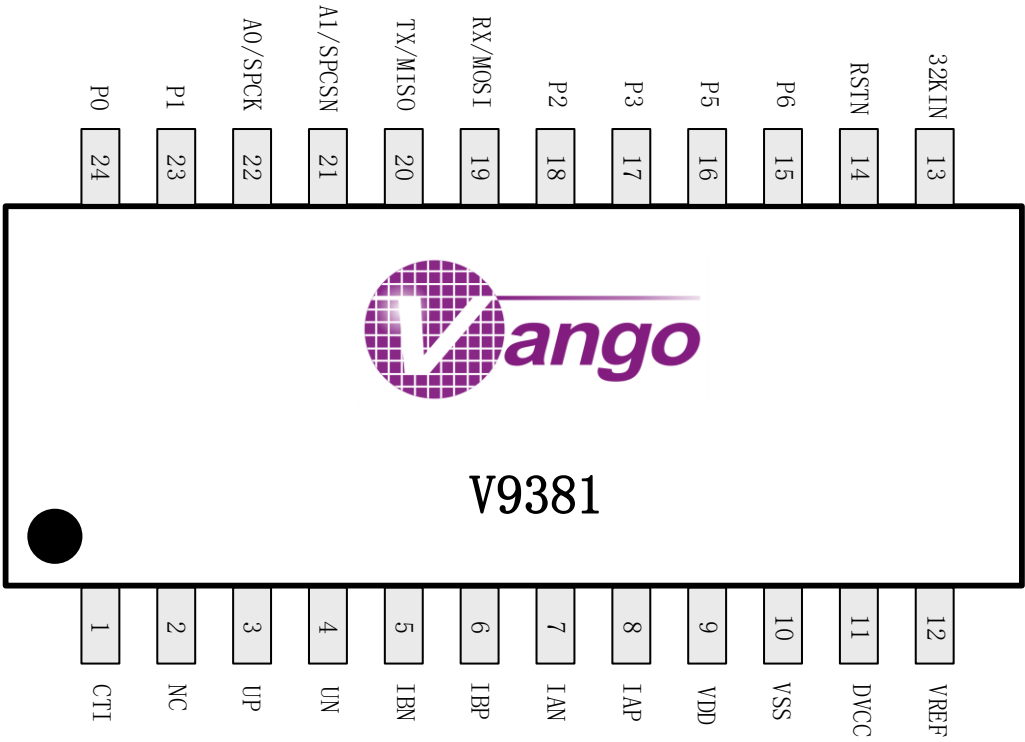 P0 P1 A0/SPCK A1/SPCSN TX/MISO RX/MOSI P2 P3 P5 P6 RSTN 32KIN
24 23 22 21 20 19 18 17 16 15 14 13
Vango
V9381
1 2 3 4 5 6 7 8 9 10 11 12
CTI NC UP UN IBN IBP IAN IAP VDD VSS DVCC VREF